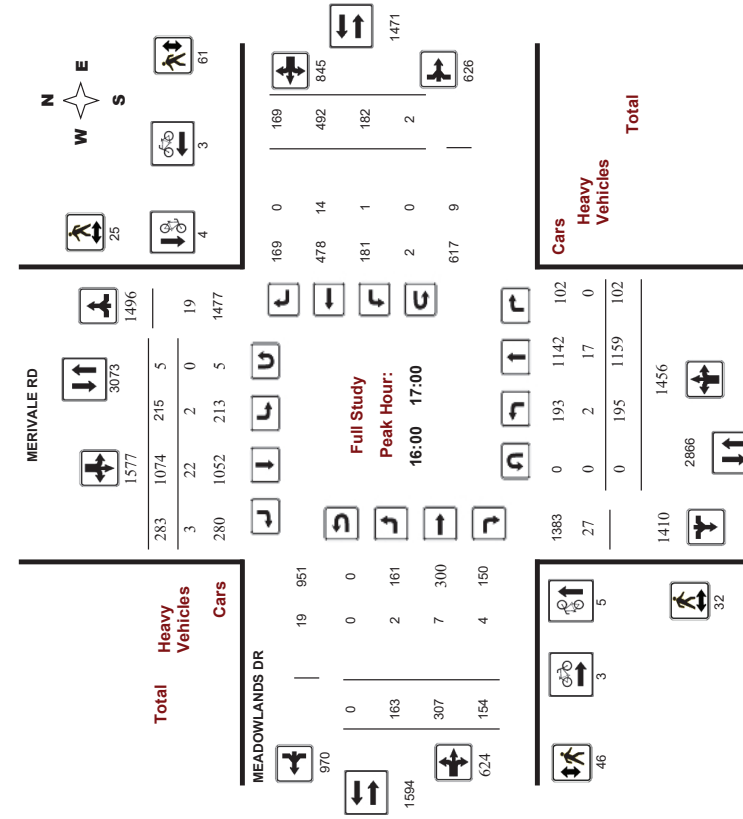 MERIVALE RD
N
W E
S
61
3
25
4
1496
3073
1577
19
1477
215 5
1074
283
2 0
22
3
213 5
1052
280
Total
Heavy
Vehicles
Cars
1471
845
626
169 0 169
478 14 492
181 1 182
2 0 2
617 9
Full Study
Peak Hour:
16:00 17:00
MEADOWLANDS DR
19 951
970
0 0 0
163 2 161
307 7 300
154 4 150
1594
624
Cars
Heavy
Vehicles
Total
1383 0 193 1142 102
27 0 2 17 0
0 195 1159 102
1410
1456
2866
5
3
46
32